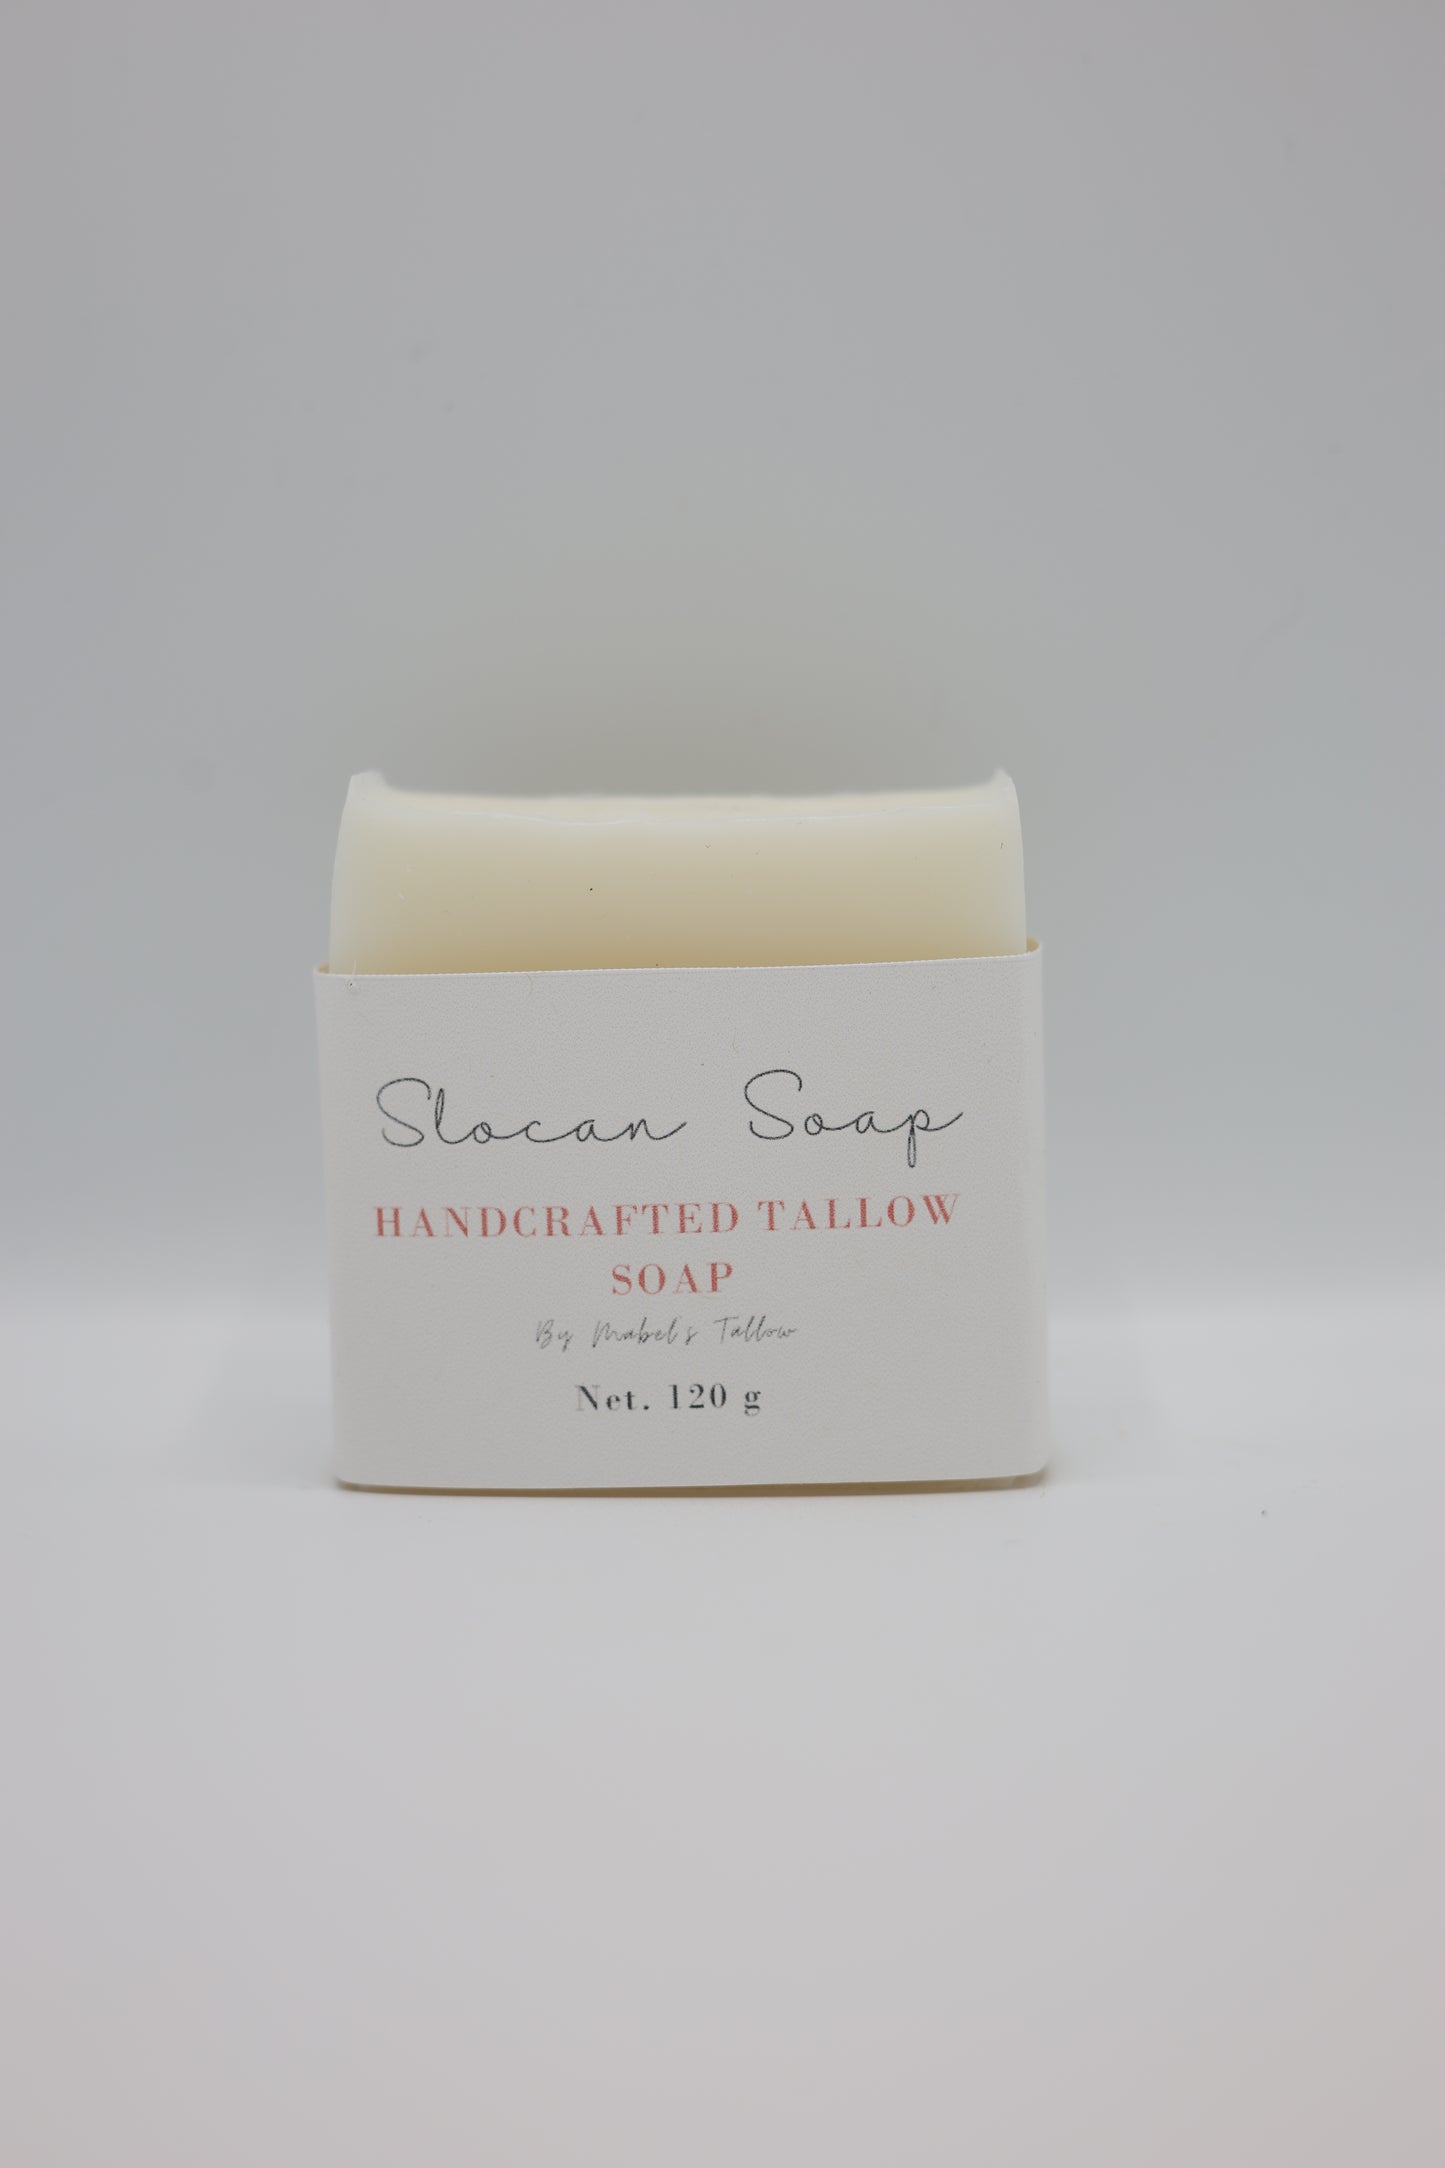 Slocan Soap
HANDCRAFTED TALLOW
SOAP
By Mabel's Tallow
Net. 120 g